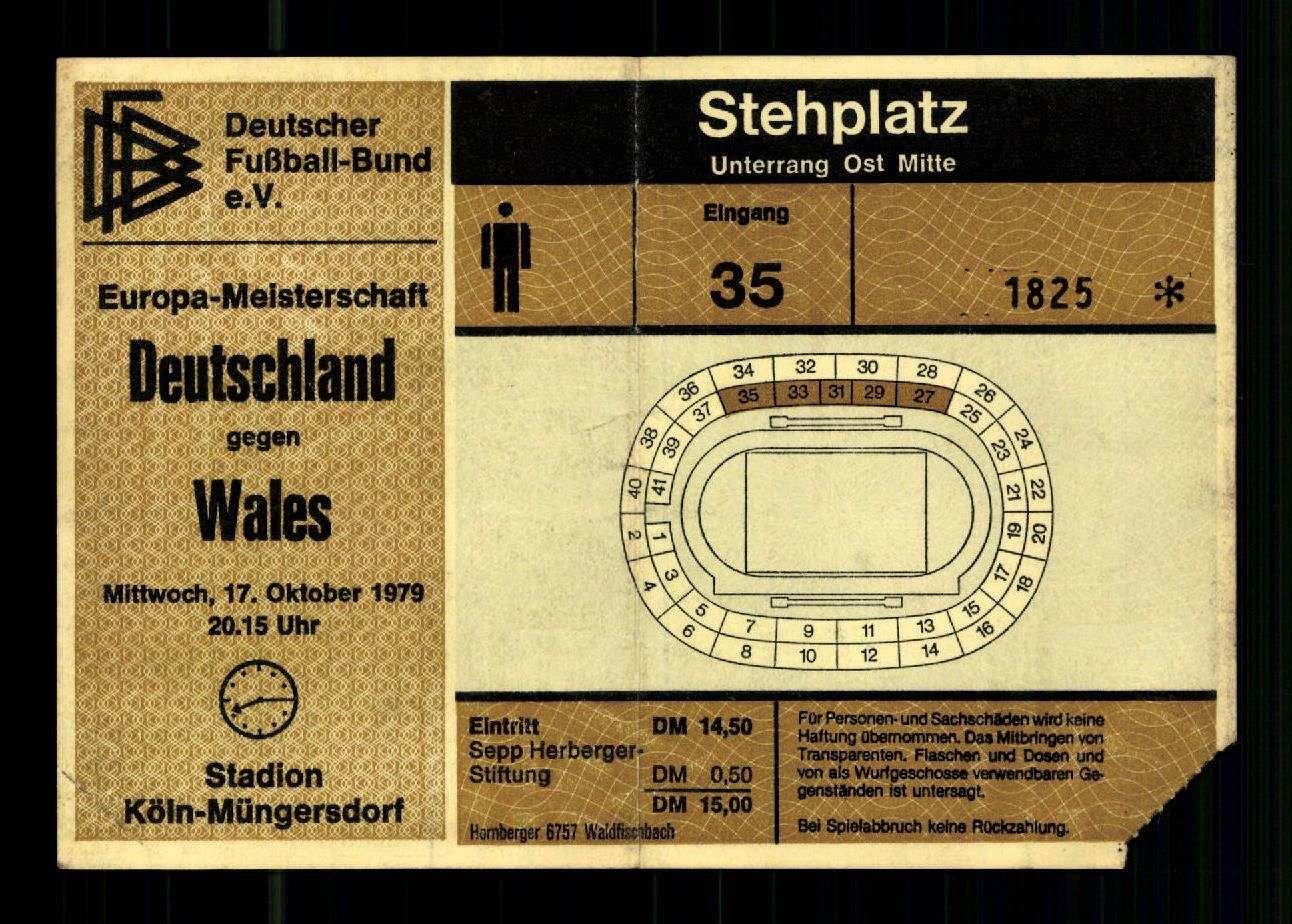 DFB
Deutscher
Fußball-Bund
e.V.
Europa-Meisterschaft
Deutschland
gegen
Wales
Mittwoch, 17. Oktober 1979
20.15 Uhr
Stadion
Köln-Müngersdorf
Stehplatz
Unterrang Ost Mitte
Eingang
35
1825 *
34 32 30 28
36 35 33 31 29 27 26
37 25
38 39 23 24
40 41 21 22
2 1 19 20
4 3 17 18
5 15
6 7 9 11 13 16
8 10 12 14
Eintritt DM 14,50
Sepp Herberger-
Stiftung DM 0,50
DM 15,00
Hornberger 6757 Waldfischbach
Für Personen- und Sachschäden wird keine
Haftung übernommen. Das Mitbringen von
Transparenten, Flaschen und Dosen und
von als Wurfgeschosse verwendbaren Ge-
genständen ist untersagt.
Bei Spielabbruch keine Rückzahlung.